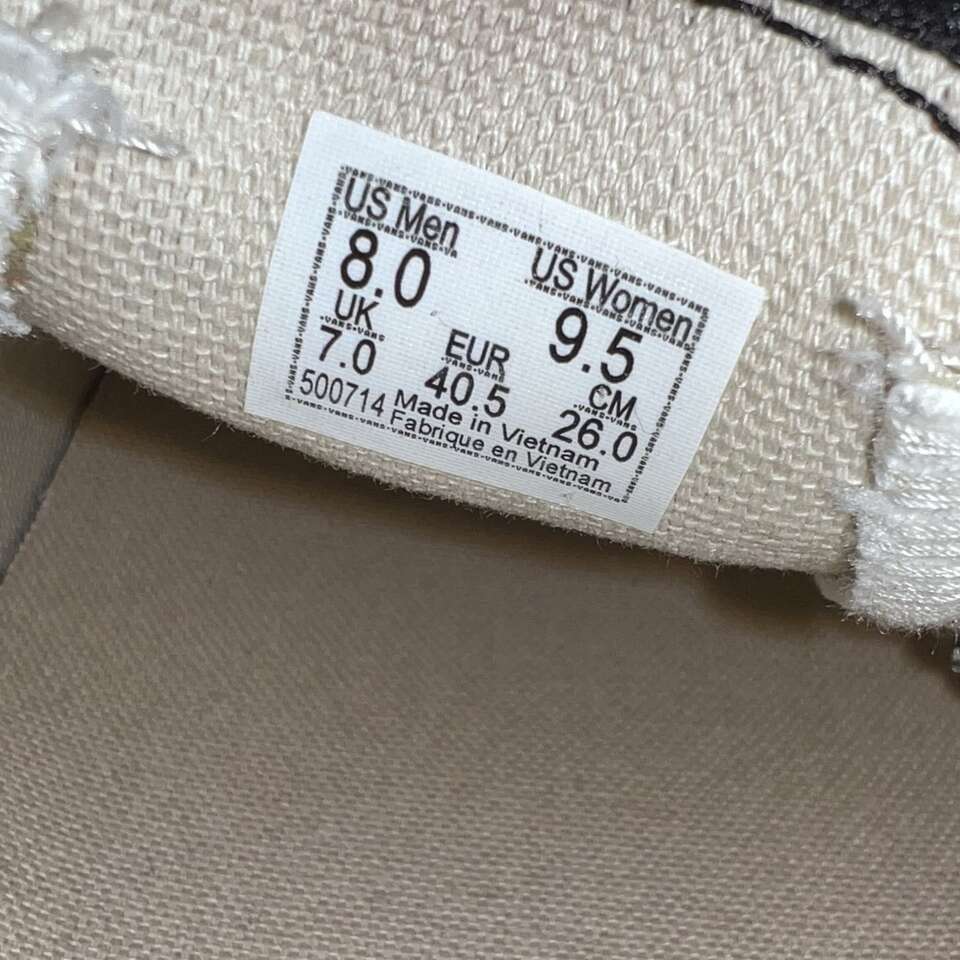 US Men
US Women
8.0
9.5
UK
EUR
CM
7.0
40.5
26.0
500714
Made in Vietnam
Fabrique en Vietnam